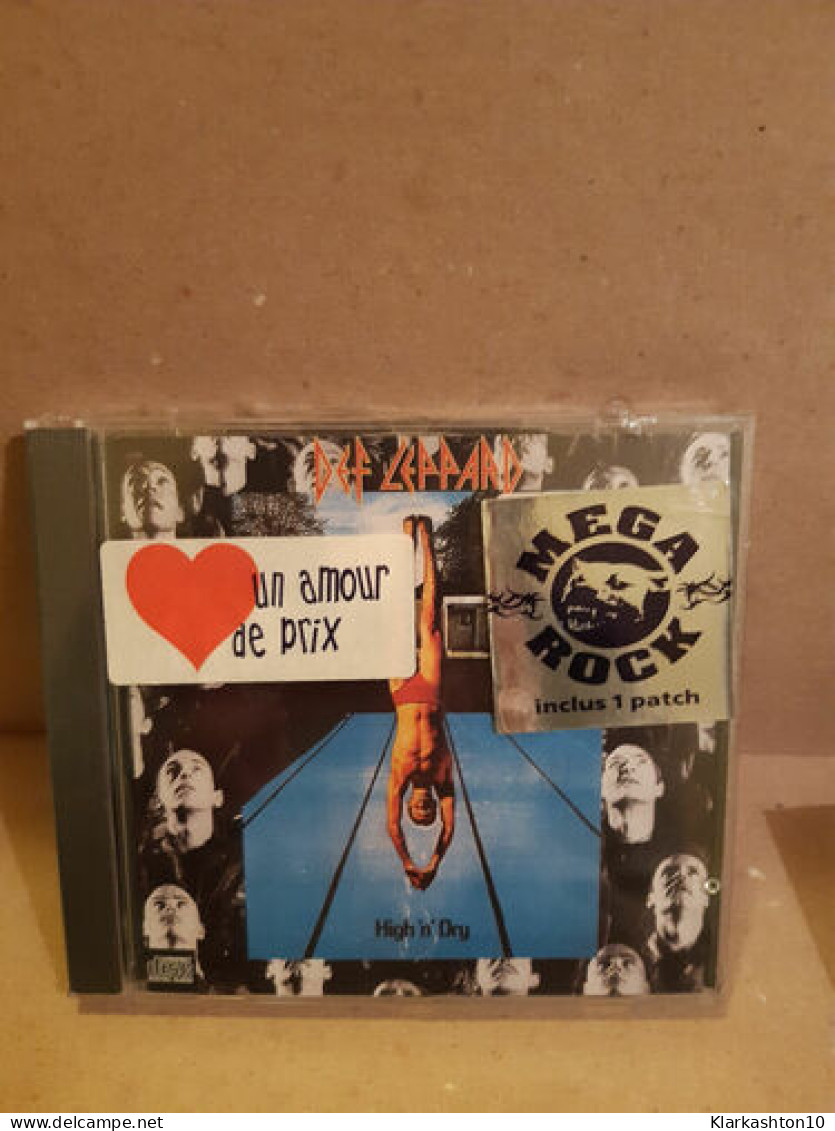 DEF LEPPARD
un amour
de prix
MEGA
ROCK
inclus 1 patch
High 'n' Dry
www.delcampe.net
Klarkashton10